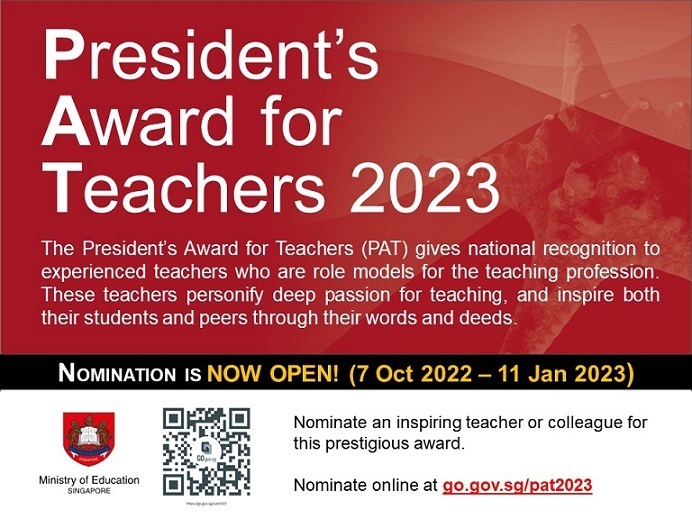 President's
Award for
Teachers 2023
The President's Award for Teachers (PAT) gives national recognition to
experienced teachers who are role models for the teaching profession.
These teachers personify deep passion for teaching, and inspire both
their students and peers through their words and deeds.
NOMINATION IS NOW OPEN! (7 Oct 2022 – 11 Jan 2023)
Ministry of Education
SINGAPORE
GO.gov.sg
https://go.gov.sg/pat2023
Nominate an inspiring teacher or colleague for
this prestigious award.
Nominate online at go.gov.sg/pat2023